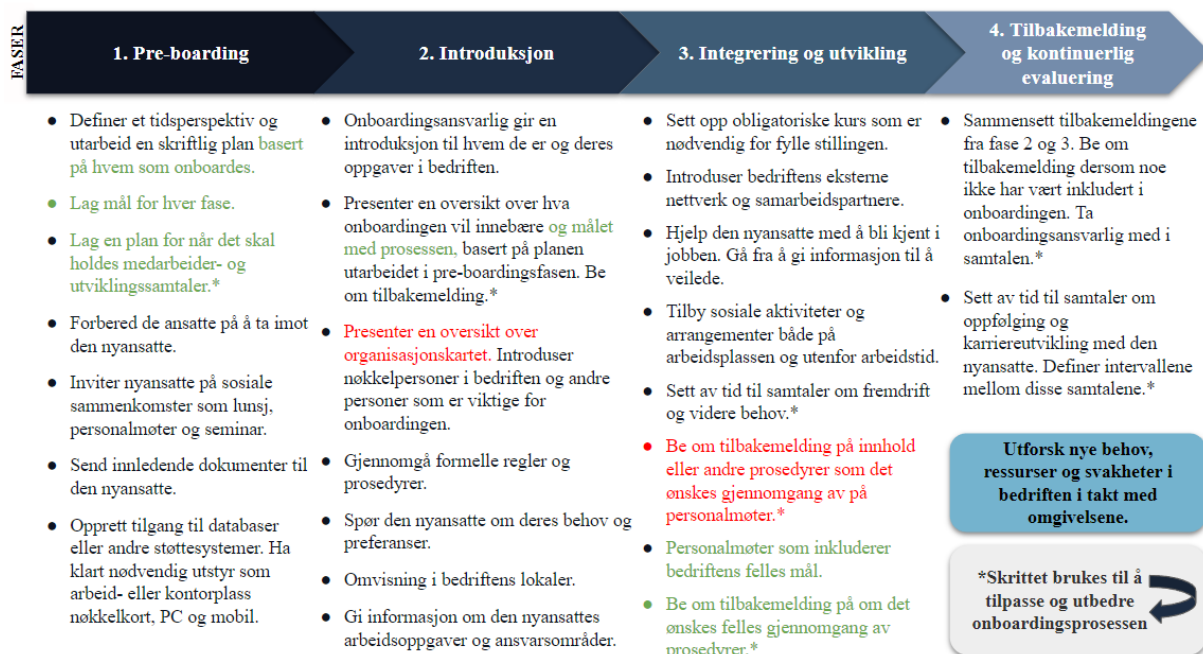 FASER
1. Pre-boarding
2. Introduksjon
3. Integrering og utvikling
4. Tilbakemelding
og kontinuerlig
evaluering
● Definer et tidsperspektiv og
utarbeid en skriftlig plan basert
på hvem som onboardes.
● Lag mål for hver fase.
● Lag en plan for når det skal
holdes medarbeider- og
utviklingssamtaler.*
● Forbered de ansatte på å ta imot
den nyansatte.
● Inviter nyansatte på sosiale
sammenkomster som lunsj,
personalmøter og seminar.
● Send innledende dokumenter til
den nyansatte.
● Opprett tilgang til databaser
eller andre støttesystemer. Ha
klart nødvendig utstyr som
arbeid- eller kontorplass
nøkkelkort, PC og mobil.
● Onboardingsansvarlig gir en
introduksjon til hvem de er og deres
oppgaver i bedriften.
● Presenter en oversikt over hva
onboardingen vil innebære og målet
med prosessen, basert på planen
utarbeidet i pre-boardingsfasen. Be
om tilbakemelding.*
● Presenter en oversikt over
organisasjonskartet. Introduser
nøkkelpersoner i bedriften og andre
personer som er viktige for
onboardingen.
● Gjennomgå formelle regler og
prosedyrer.
● Spør den nyansatte om deres behov og
preferanser.
● Omvisning i bedriftens lokaler.
● Gi informasjon om den nyansattes
arbeidsoppgaver og ansvarsområder.
● Sett opp obligatoriske kurs som er
nødvendig for fylle stillingen.
● Introduser bedriftens eksterne
nettverk og samarbeidspartnere.
● Hjelp den nyansatte med å bli kjent i
jobben. Gå fra å gi informasjon til å
veilede.
● Tilby sosiale aktiviteter og
arrangementer både på
arbeidsplassen og utenfor arbeidstid.
● Sett av tid til samtaler om fremdrift
og videre behov.*
● Be om tilbakemelding på innhold
eller andre prosedyrer som det
ønskes gjennomgang av på
personalmøter.*
● Personalmøter som inkluderer
bedriftens felles mål.
● Be om tilbakemelding på om det
ønskes felles gjennomgang av
prosedyrer.*
● Sammensett tilbakemeldingene
fra fase 2 og 3. Be om
tilbakemelding dersom noe
ikke har vært inkludert i
onboardingen. Ta
onboardingsansvarlig med i
samtalen.*
● Sett av tid til samtaler om
oppfølging og
karriereutvikling med den
nyansatte. Definer intervallene
mellom disse samtalene.*
Utforsk nye behov,
ressurser og svakheter i
bedriften i takt med
omgivelsene.
*Skrittet brukes til å
tilpasse og utbedre
onboardingsprosessen